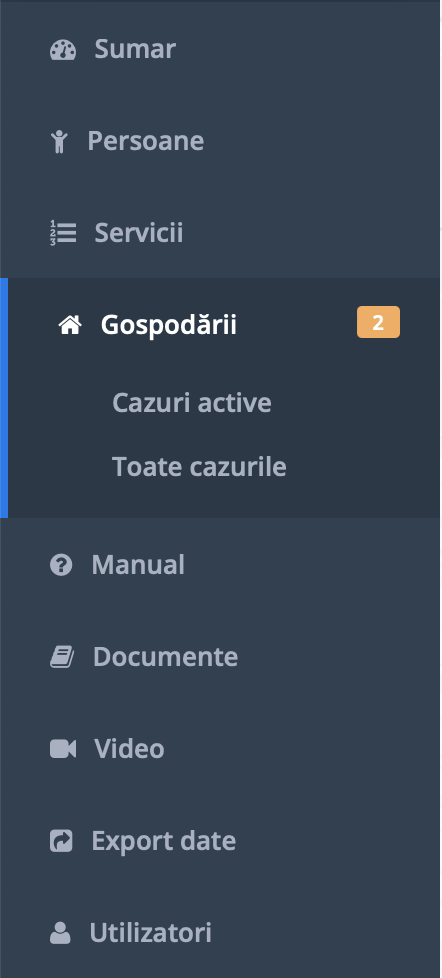 Sumar
Persoane
Servicii
Gospodării 2
Cazuri active
Toate cazurile
Manual
Documente
Video
Export date
Utilizatori